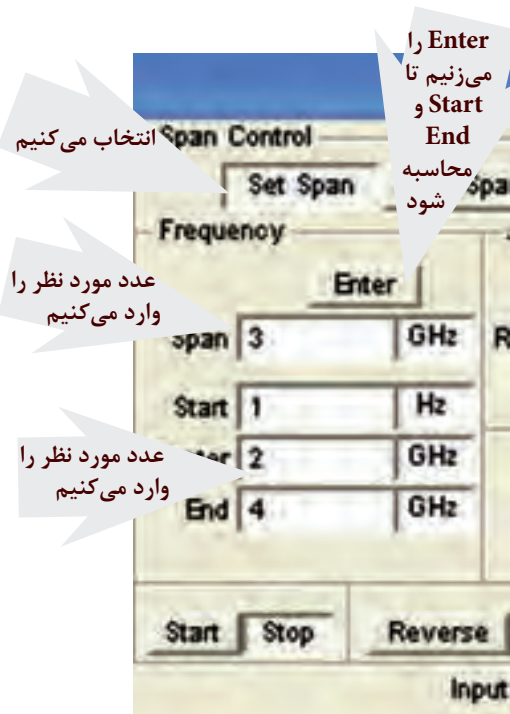 Enter را
می‌زنیم تا
Start و
End
محاسبه
شود
انتخاب می‌کنیم
Span Control
Set Span
Frequency
Enter
عدد مورد نظر را
وارد می‌کنیم
Span 3 GHz
Start 1 Hz
عدد مورد نظر را
وارد می‌کنیم
2 GHz
End 4 GHz
Start Stop Reverse
Input